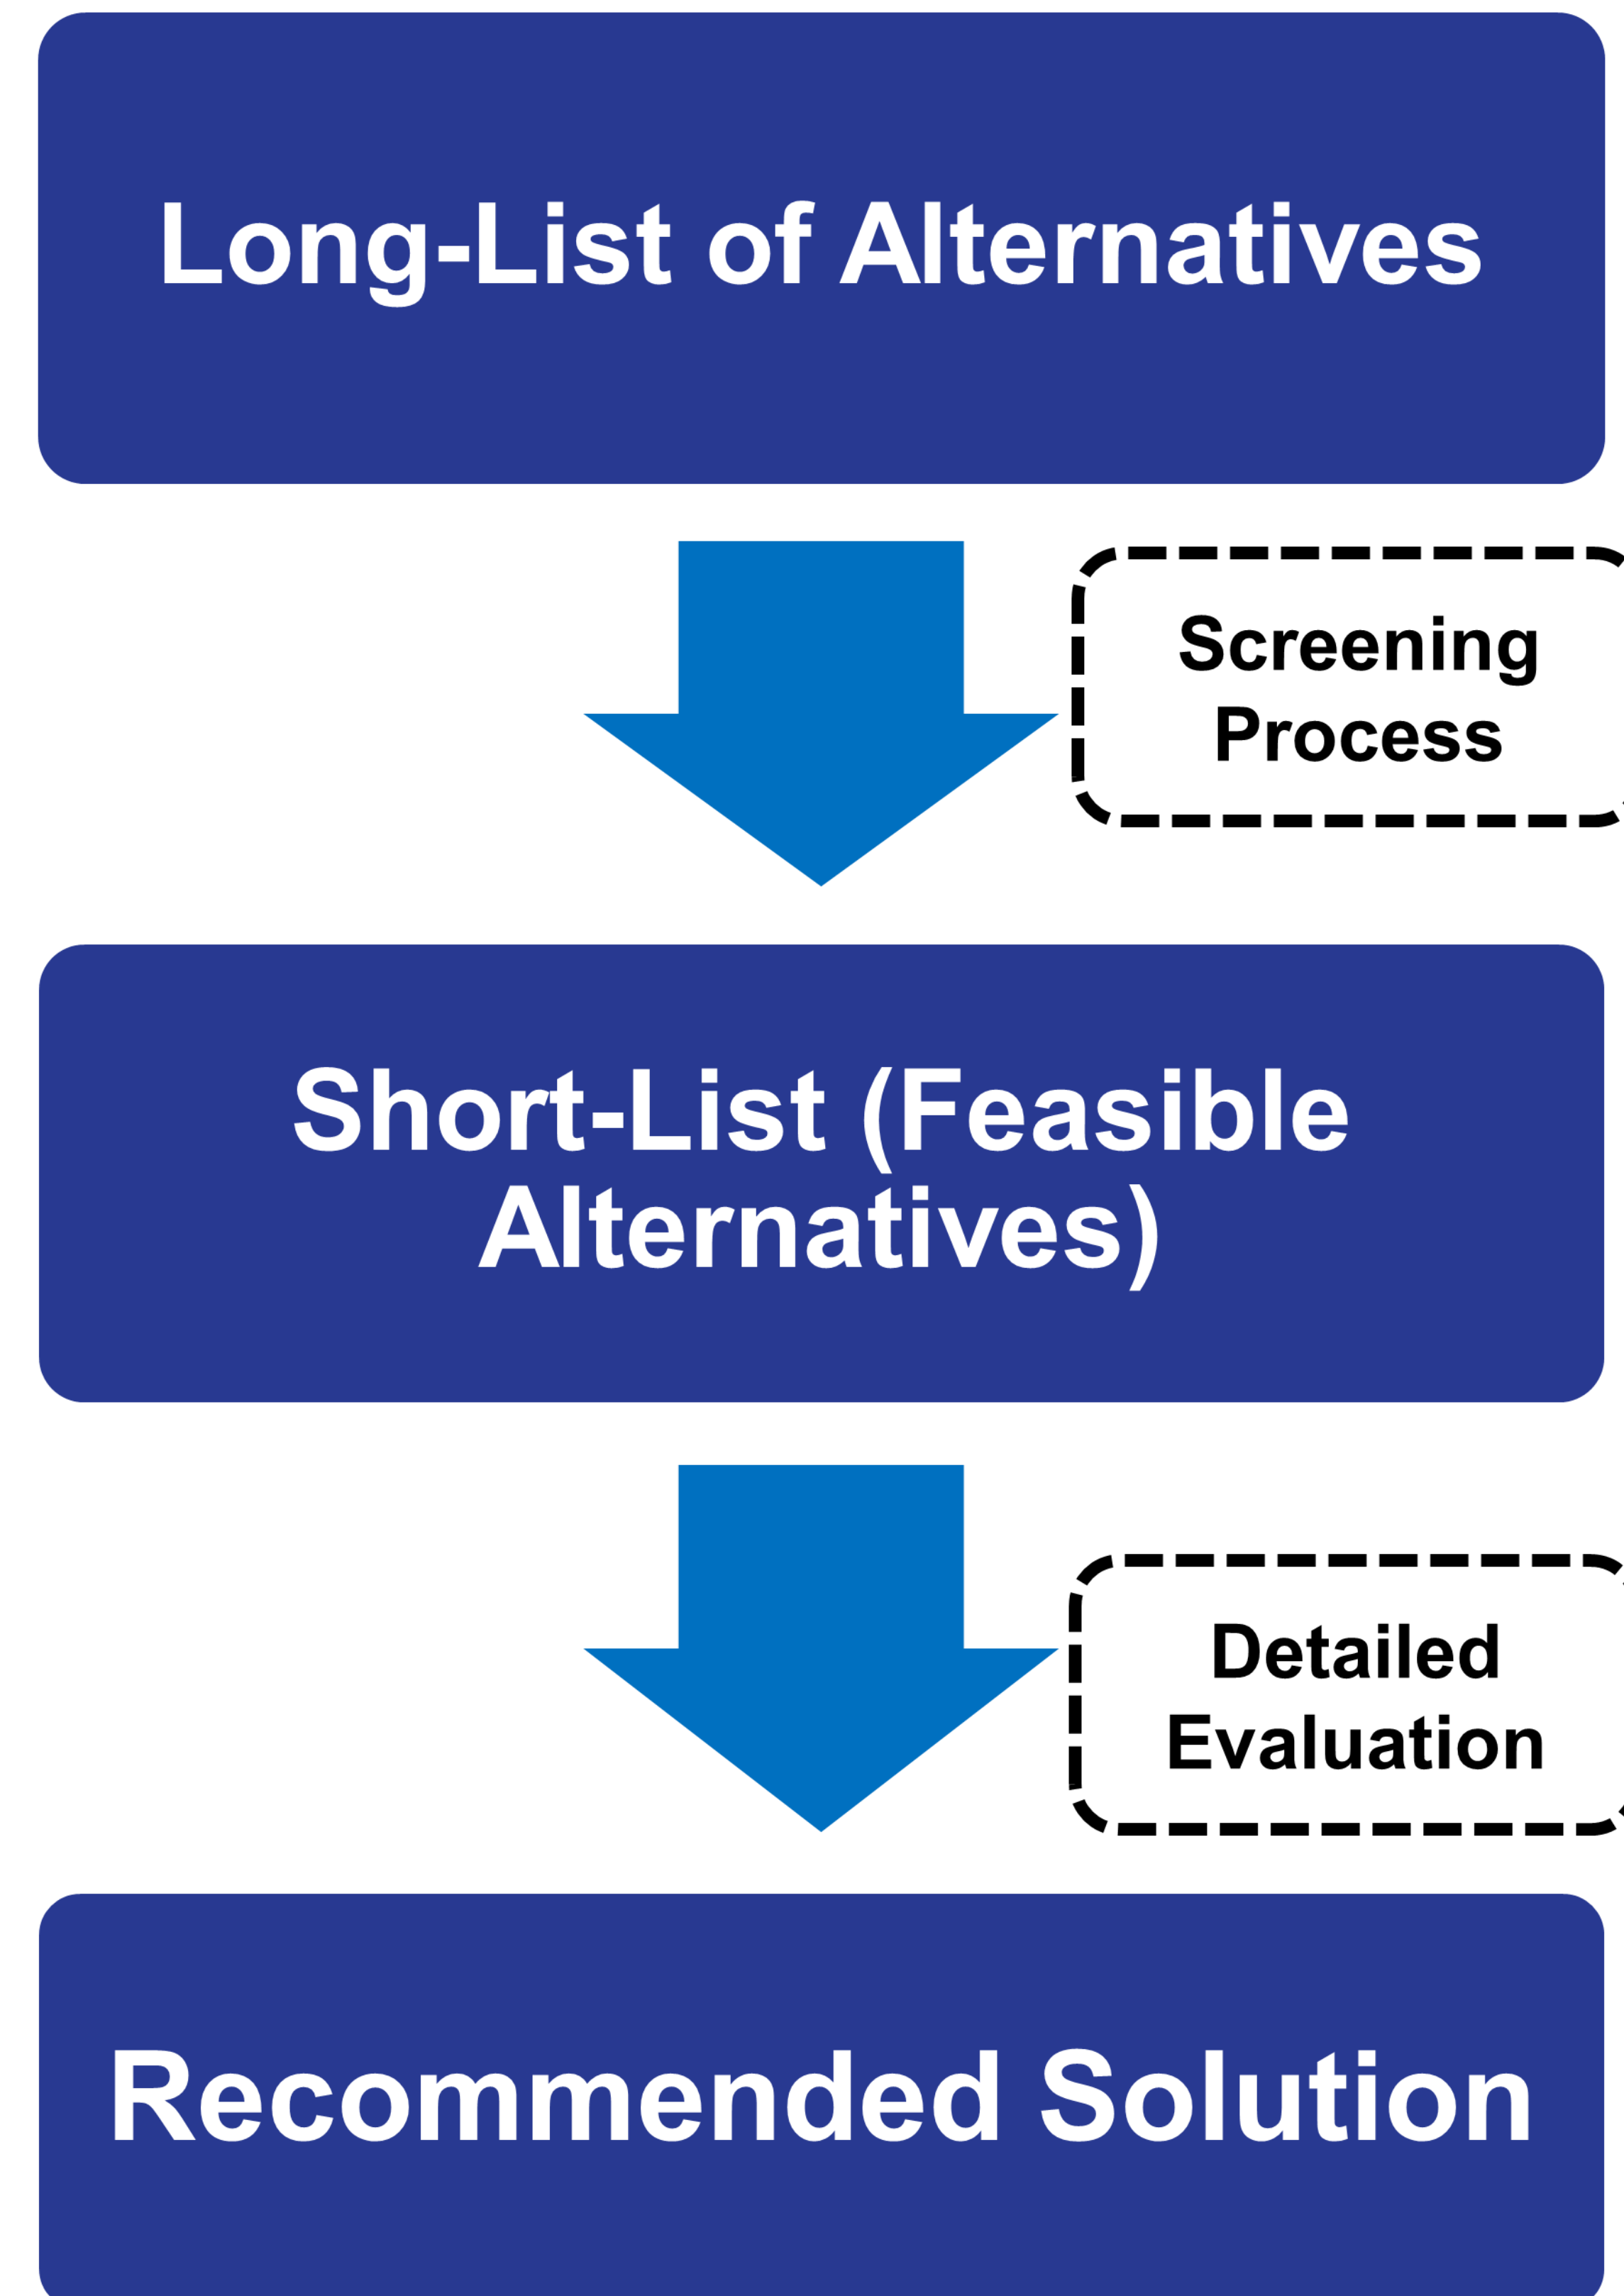 Long-List of Alternatives
Screening
Process
Short-List (Feasible
Alternatives)
Detailed
Evaluation
Recommended Solution